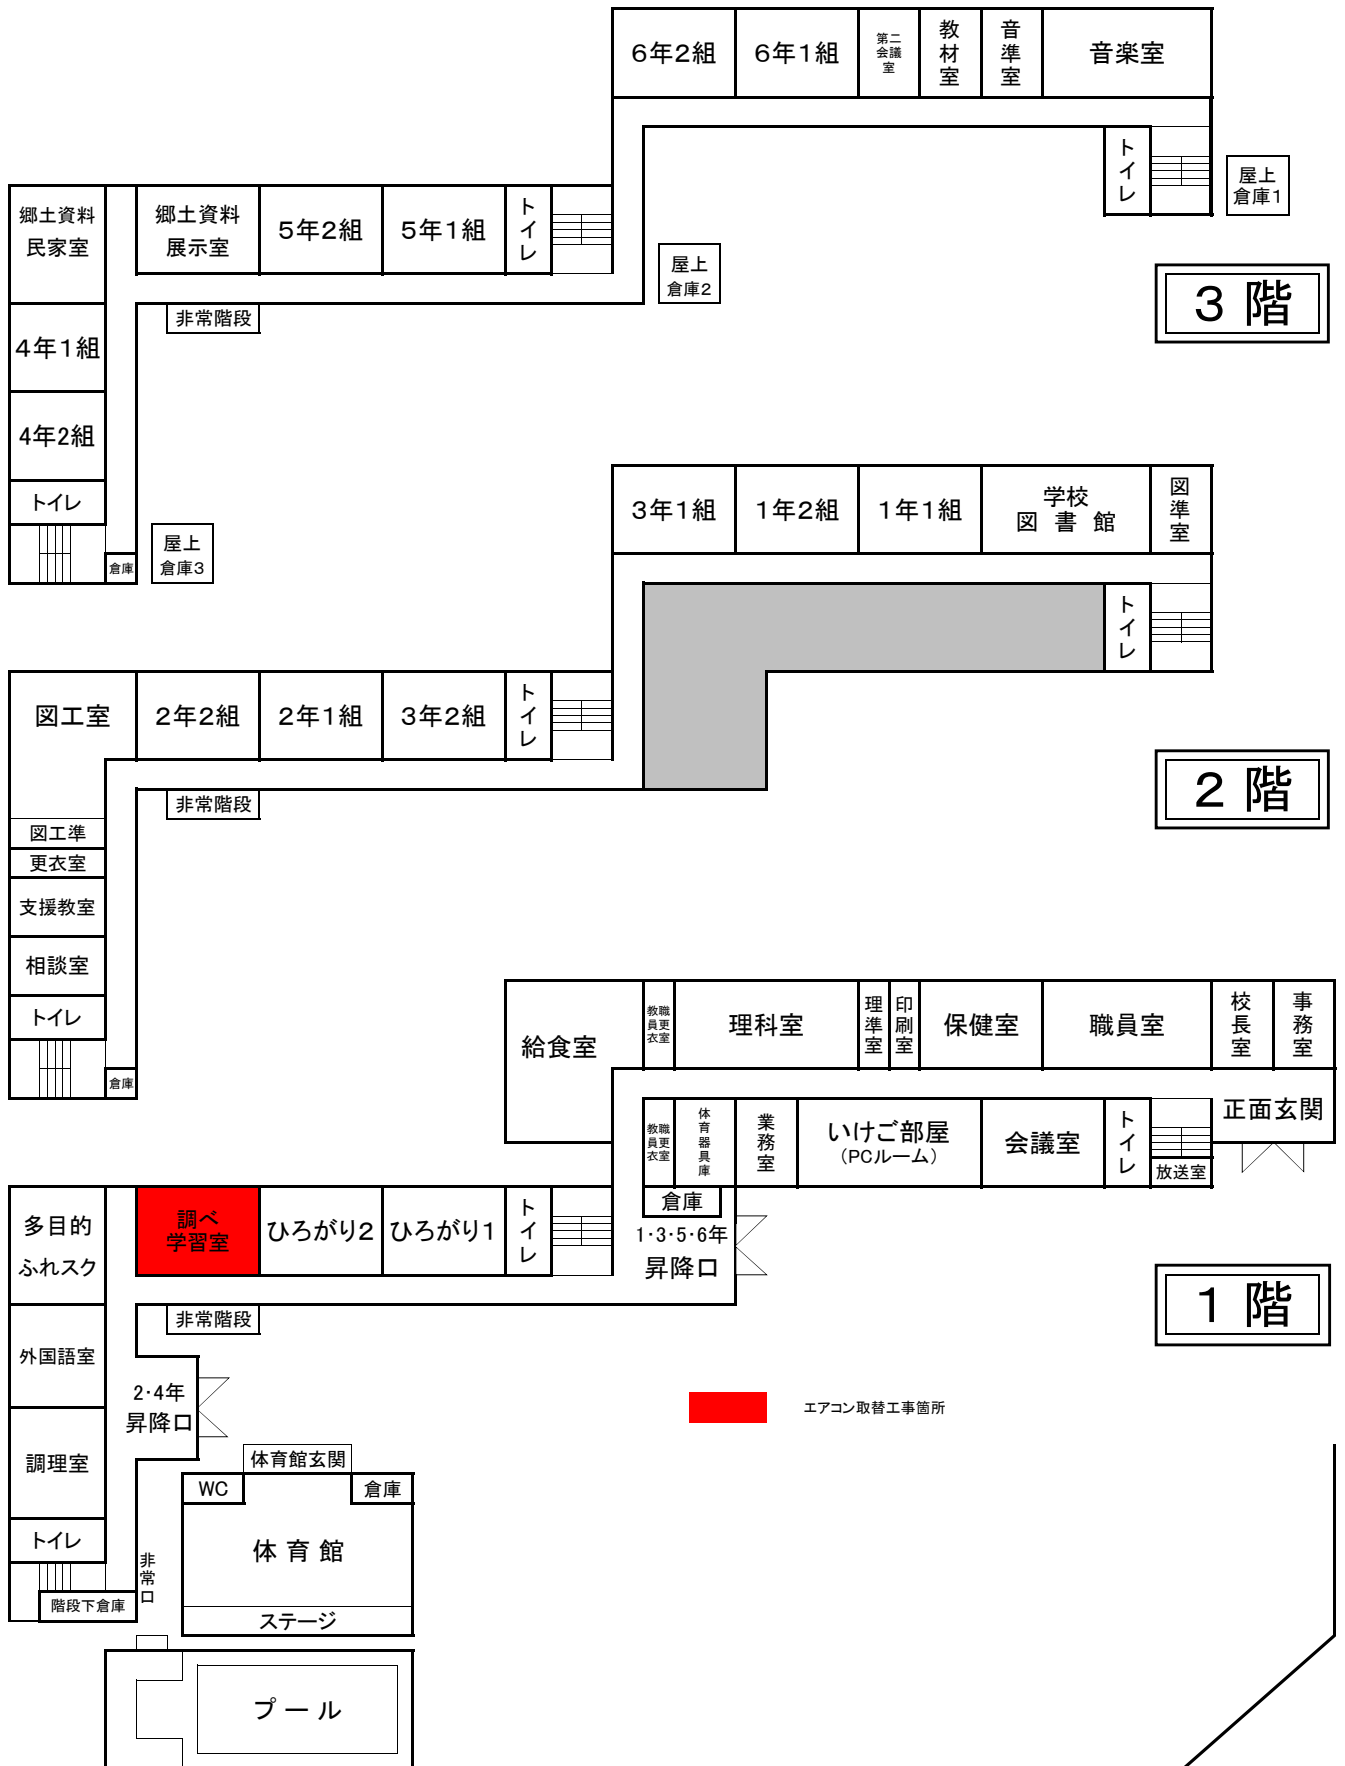 6年2組
6年1組
第二
会議
室
教材室
音準室
音楽室
トイレ
屋上
倉庫1
郷土資料
民家室
郷土資料
展示室
5年2組
5年1組
トイレ
屋上
倉庫2
3 階
非常階段
4年1組
4年2組
トイレ
倉庫
屋上
倉庫3
3年1組
1年2組
1年1組
学校
図 書 館
図準室
トイレ
図工室
2年2組
2年1組
3年2組
トイレ
2 階
非常階段
図工準
更衣室
支援教室
相談室
トイレ
倉庫
給食室
教職
員更
衣室
理科室
理準室
印刷室
保健室
職員室
校長室
事務室
正面玄関
教職
員更
衣室
体育器具庫
業務室
いけご部屋
(PCルーム)
会議室
トイレ
放送室
倉庫
1・3・5・6年
昇降口
多目的
ふれスク
調べ
学習室
ひろがり2
ひろがり1
トイレ
1 階
非常階段
外国語室
2・4年
昇降口
エアコン取替工事箇所
調理室
体育館玄関
WC
倉庫
トイレ
体 育 館
非常口
階段下倉庫
ステージ
プ ー ル